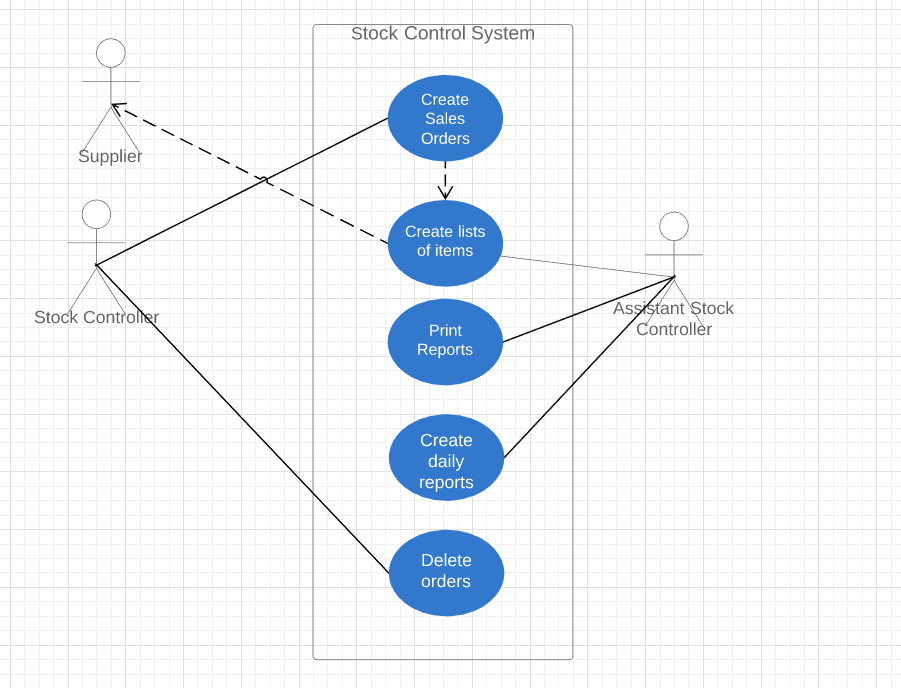 Stock Control System
Create
Sales
Orders
Supplier
Create lists
of items
Stock Controller
Assistant Stock
Controller
Print
Reports
Create
daily
reports
Delete
orders